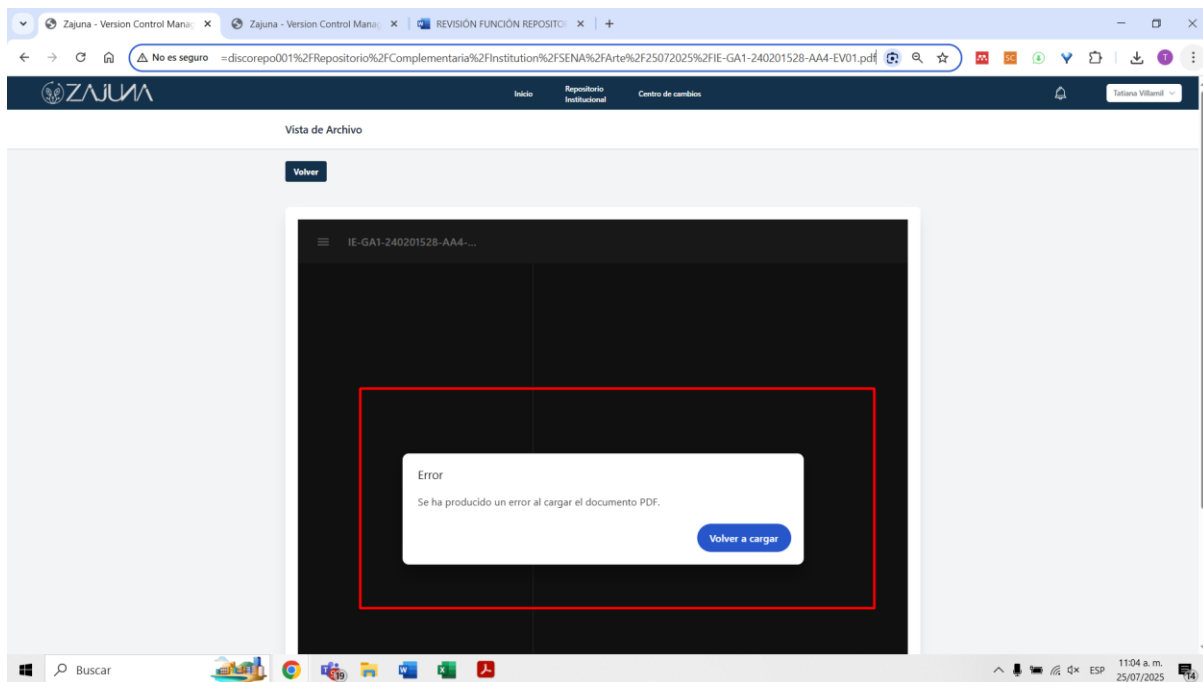 Zajuna - Version Control Manag
Zajuna - Version Control Manag
REVISIÓN FUNCIÓN REPOSITO
No es seguro
=discorepo001%2FRepositorio%2FComplementaria%2FInstitution%2FSENA%2FArte%2F25072025%2FIE-GA1-240201528-AA4-EV01.pdf
SC
T
ZAJUNA
Inicio
Repositorio
Institucional
Centro de cambios
Tatiana Villamil
Vista de Archivo
Volver
IE-GA1-240201528-AA4-...
Error
Se ha producido un error al cargar el documento PDF.
Volver a cargar
Buscar
19
ESP
11:04 a. m.
25/07/2025
14